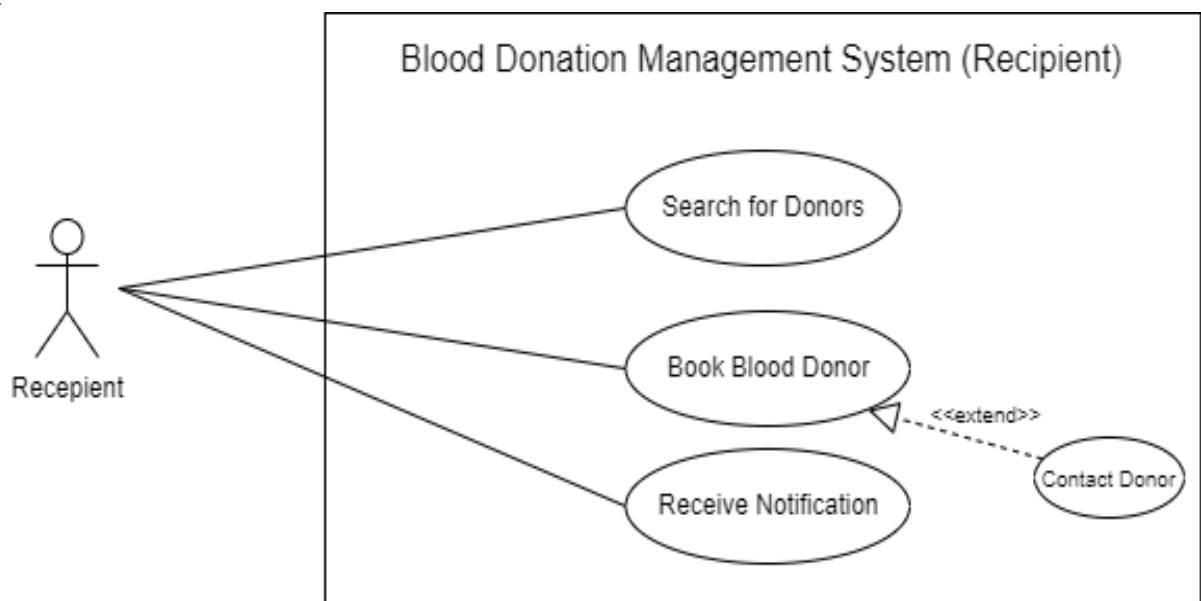 Blood Donation Management System (Recipient)
Search for Donors
Book Blood Donor
<<extend>>
Recepient
Contact Donor
Receive Notification